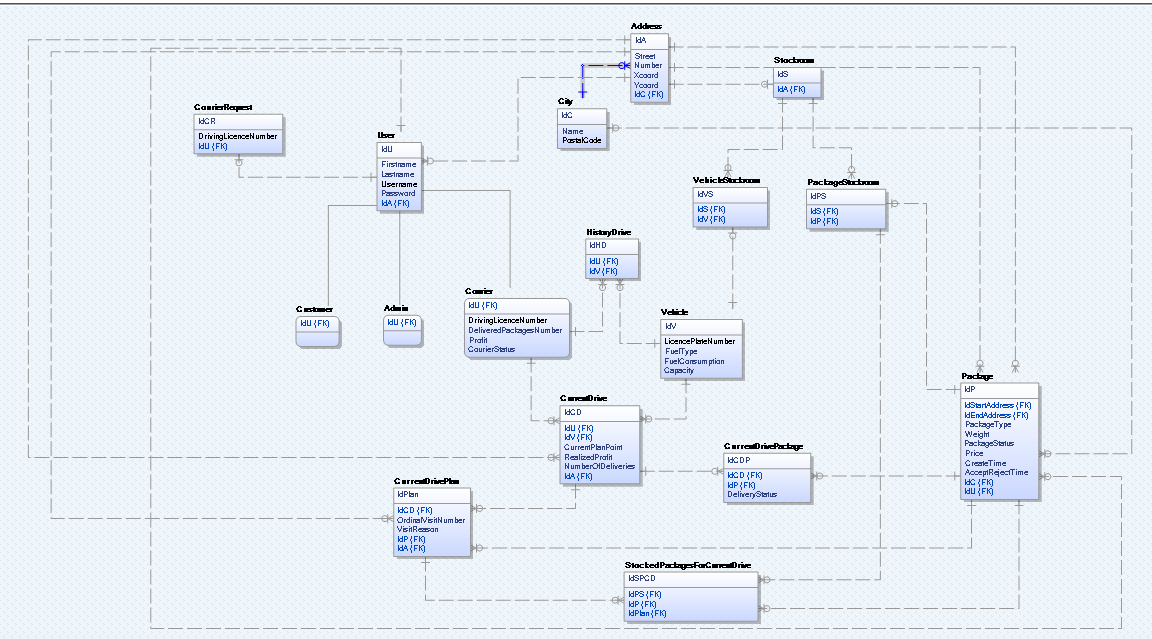 Address
IdA
Street
Number
Xcoord
Ycoord
IdC (FK)
Stockroom
IdS
IdA (FK)
City
IdC
Name
PostalCode
CourierRequest
IdCR
DrivingLicenceNumber
IdU (FK)
User
IdU
Firstname
Lastname
Username
Password
IdA (FK)
VehicleStockroom
IdVS
IdS (FK)
IdV (FK)
PackageStockroom
IdPS
IdS (FK)
IdP (FK)
HistoryDrive
IdHD
IdU (FK)
IdV (FK)
Customer
IdU (FK)
Admin
IdU (FK)
Courier
IdU (FK)
DrivingLicenceNumber
DeliveredPackagesNumber
Profit
CourierStatus
Vehicle
IdV
LicencePlateNumber
FuelType
FuelConsumption
Capacity
Package
IdP
IdStartAddress (FK)
IdEndAddress (FK)
PackageType
Weight
PackageStatus
Price
CreateTime
AcceptRejectTime
IdC (FK)
IdU (FK)
CurrentDrive
IdCD
IdU (FK)
IdV (FK)
CurrentPlanPoint
RealizedProfit
NumberOfDeliveries
IdA (FK)
CurrentDrivePackage
IdCDP
IdCD (FK)
IdP (FK)
DeliveryStatus
CurrentDrivePlan
IdPlan
IdCD (FK)
OrdinalVisitNumber
VisitReason
IdP (FK)
IdA (FK)
StockedPackagesForCurrentDrive
IdSPCD
IdPS (FK)
IdP (FK)
IdPlan (FK)